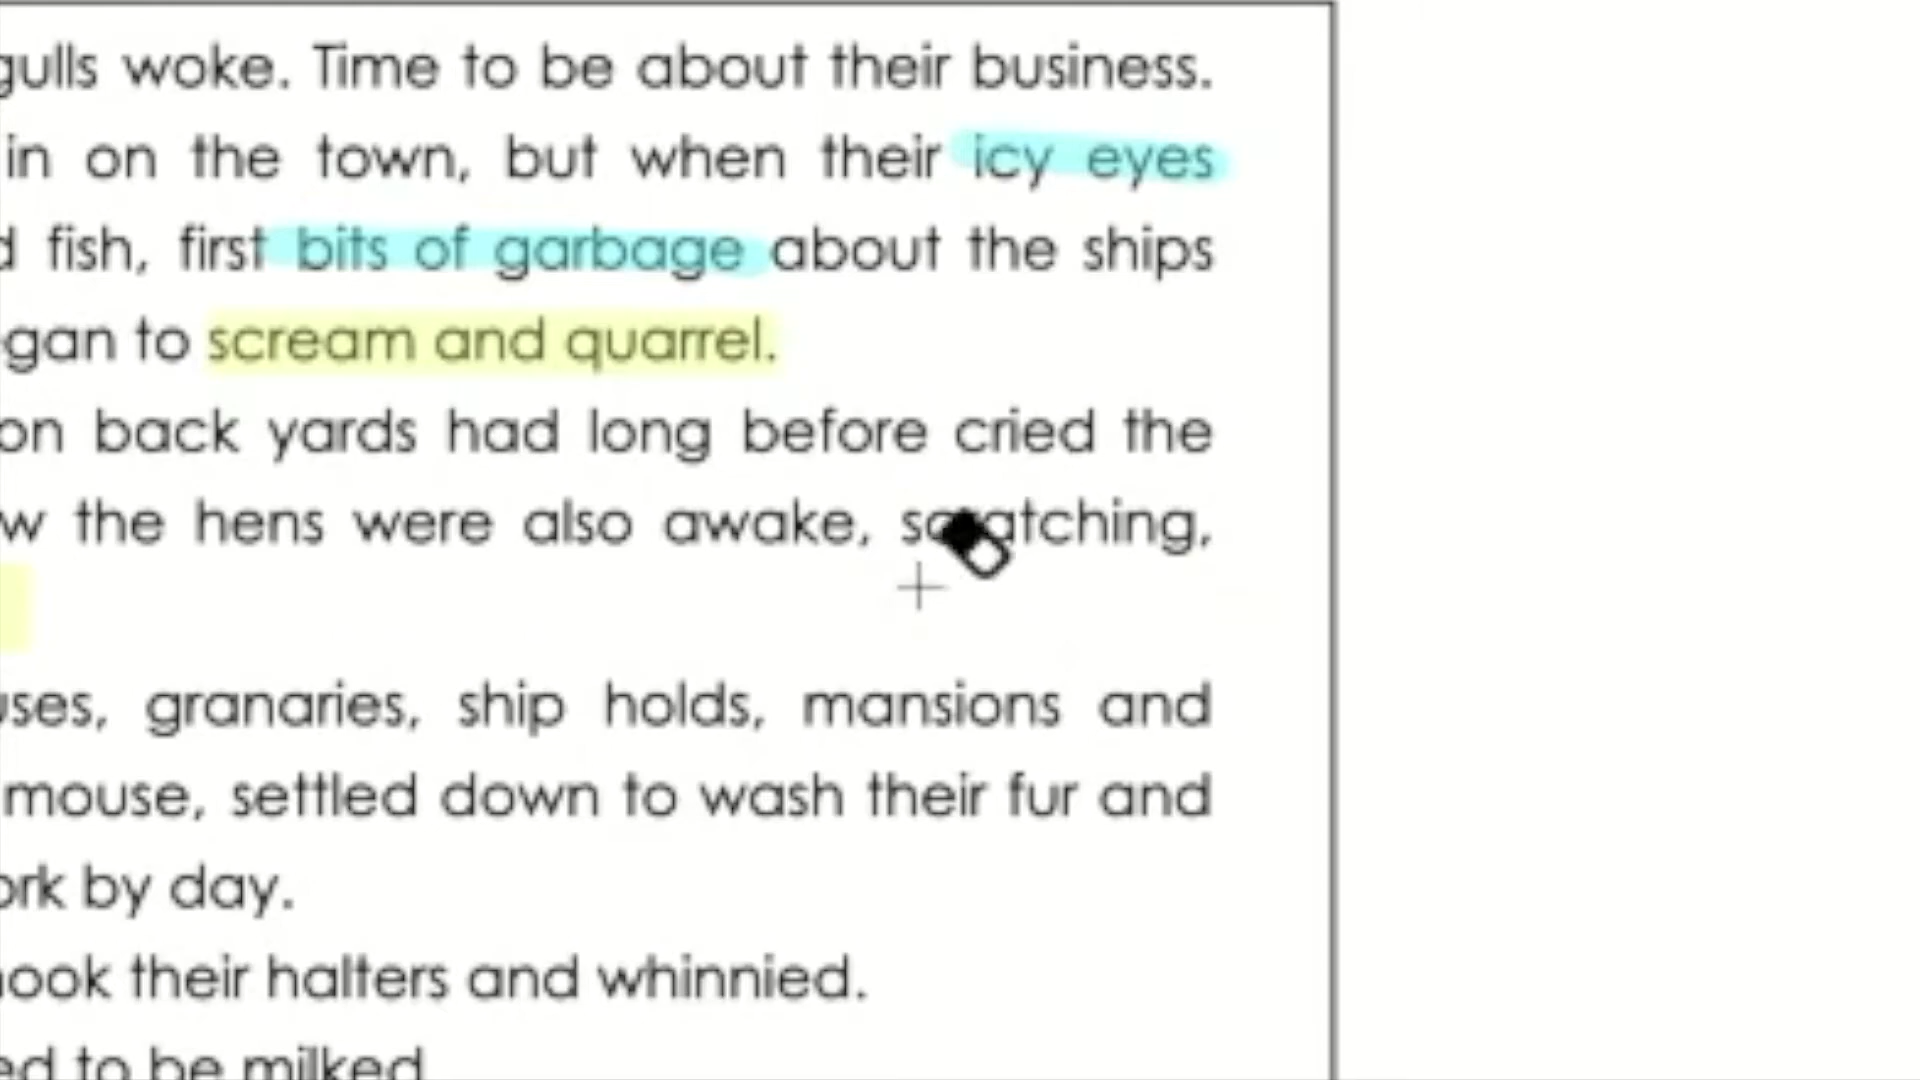 gulls woke. Time to be about their business.
in on the town, but when their icy eyes
fish, first bits of garbage about the ships
gan to scream and quarrel.
on back yards had long before cried the
w the hens were also awake, scratching,
uses, granaries, ship holds, mansions and
mouse, settled down to wash their fur and
ork by day.
hook their halters and whinnied.
ed to be milked